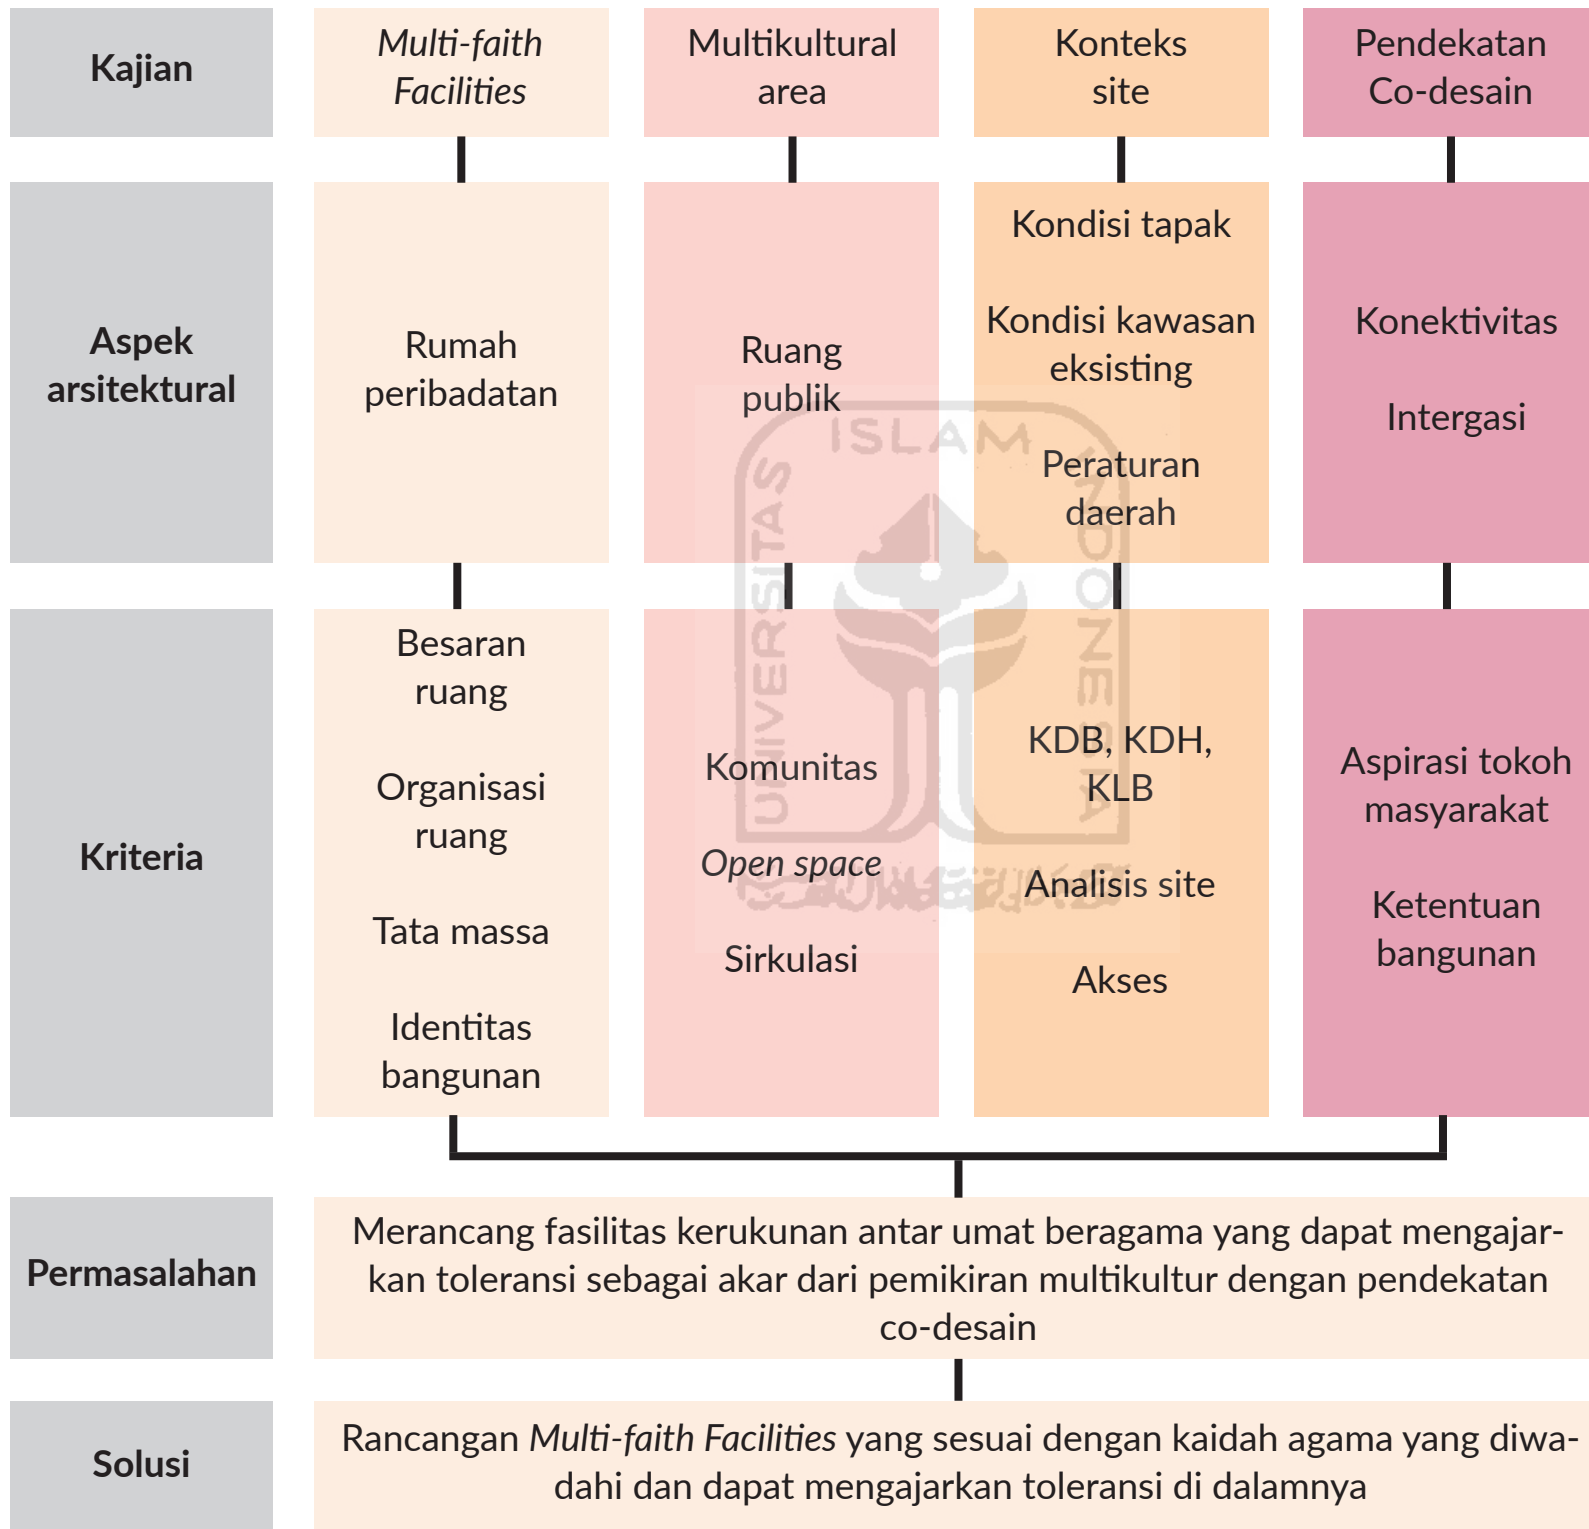 Kajian
Multi-faith
Facilities
Multikultural
area
Konteks
site
Pendekatan
Co-desain
Aspek
arsitektural
Rumah
peribadatan
Ruang
publik
Kondisi tapak
Kondisi kawasan
eksisting
Peraturan
daerah
Konektivitas
Intergasi
Kriteria
Besaran
ruang
Organisasi
ruang
Tata massa
Identitas
bangunan
Komunitas
Open space
Sirkulasi
KDB, KDH,
KLB
Analisis site
Akses
Aspirasi tokoh
masyarakat
Ketentuan
bangunan
UNIVERSITAS
ISLAM
INDONESIA
Permasalahan
Merancang fasilitas kerukunan antar umat beragama yang dapat mengajar-
kan toleransi sebagai akar dari pemikiran multikultur dengan pendekatan
co-desain
Solusi
Rancangan Multi-faith Facilities yang sesuai dengan kaidah agama yang diwa-
dahi dan dapat mengajarkan toleransi di dalamnya